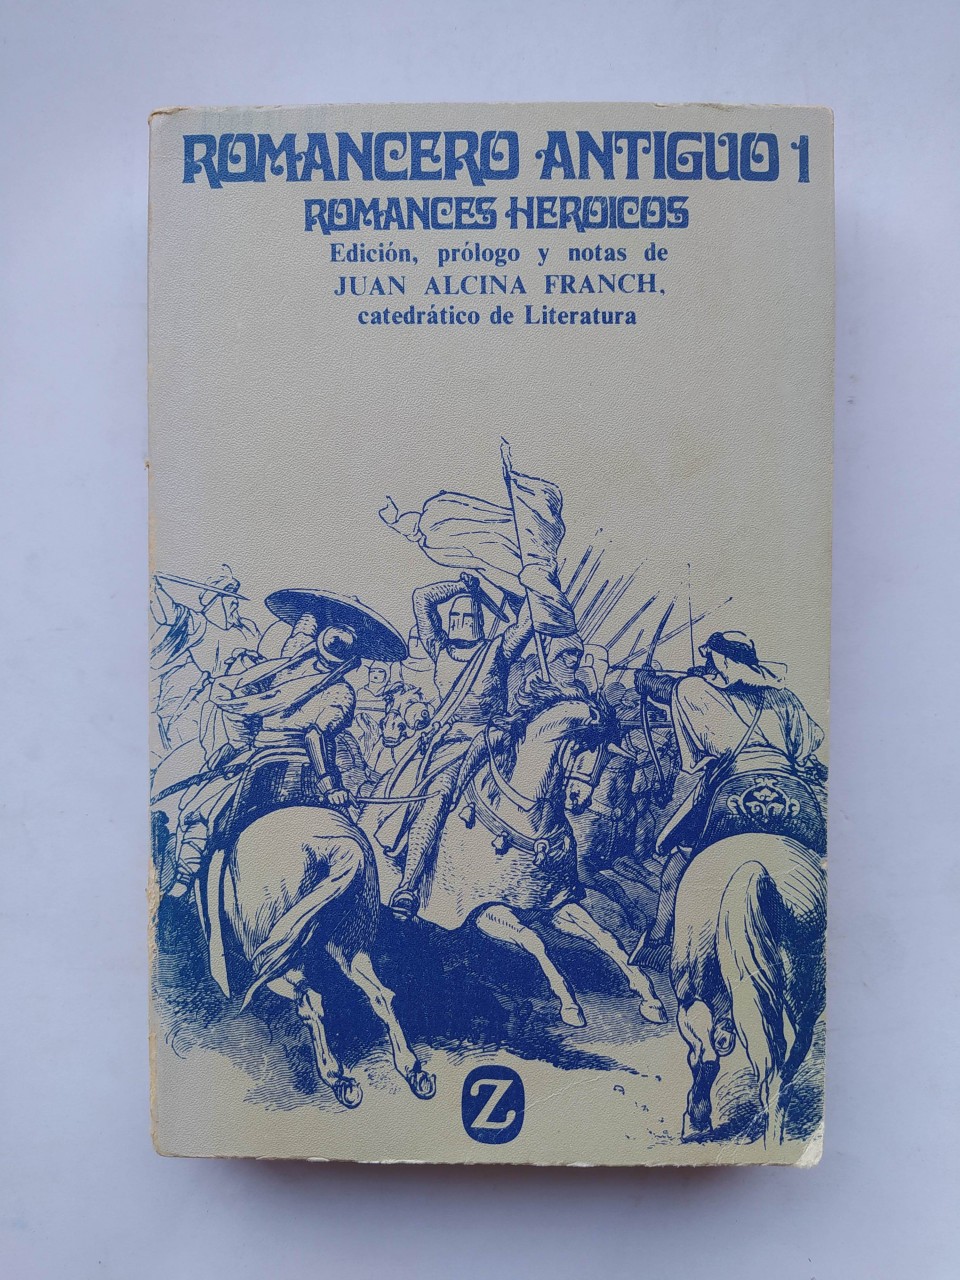 ROMANCERO ANTIGUO 1
ROMANCES HEROICOS
Edición, prólogo y notas de
JUAN ALCINA FRANCH,
catedrático de Literatura
Z